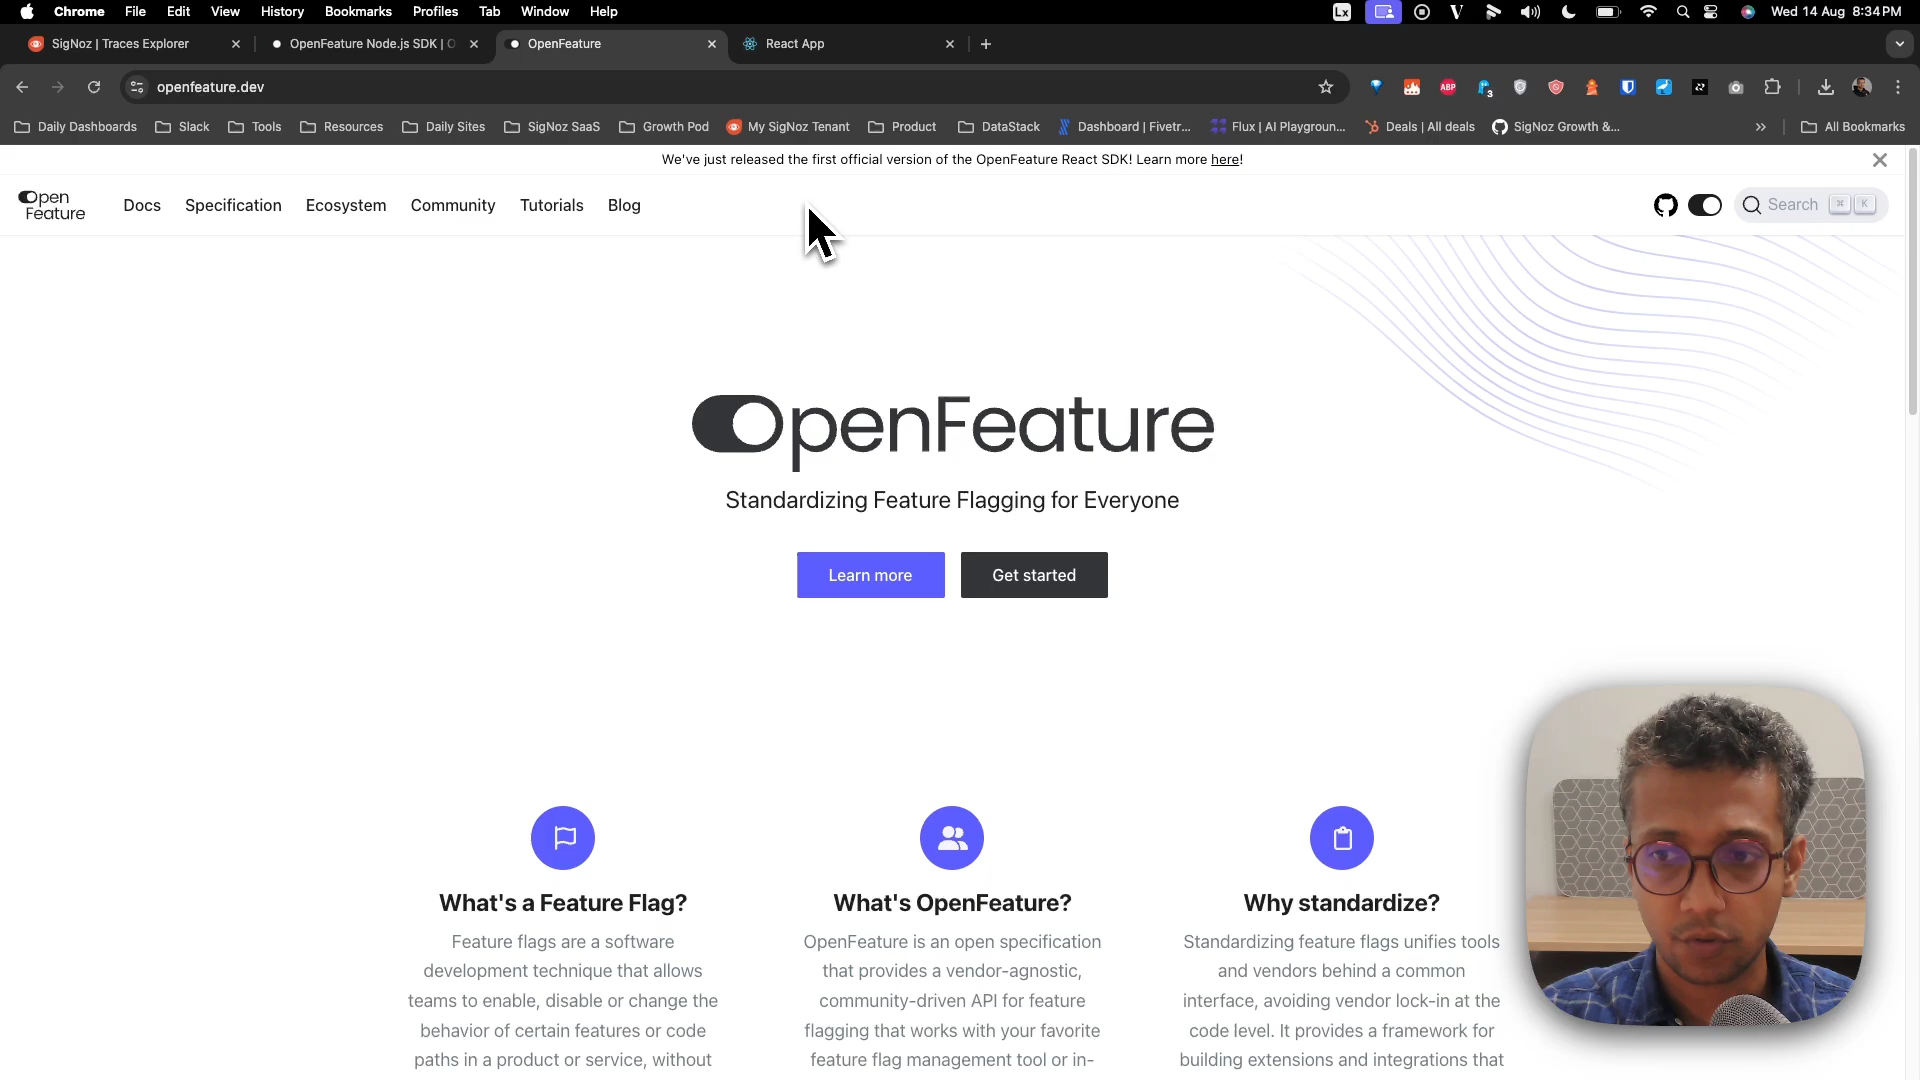 Chrome File Edit View History Bookmarks Profiles Tab Window Help Lx V Wed 14 Aug 8:34 PM
SigNoz | Traces Explorer OpenFeature Node.js SDK | O OpenFeature React App
openfeature.dev ABP 3
Daily Dashboards Slack Tools Resources Daily Sites SigNoz SaaS Growth Pod My SigNoz Tenant Product DataStack Dashboard | Fivetr... Flux | AI Playgroun... Deals | All deals SigNoz Growth &... » All Bookmarks
We've just released the first official version of the OpenFeature React SDK! Learn more here!
Open
Feature
Docs Specification Ecosystem Community Tutorials Blog Search ⌘ K
OpenFeature
Standardizing Feature Flagging for Everyone
Learn more Get started
What's a Feature Flag?
Feature flags are a software
development technique that allows
teams to enable, disable or change the
behavior of certain features or code
paths in a product or service, without
What's OpenFeature?
OpenFeature is an open specification
that provides a vendor-agnostic,
community-driven API for feature
flagging that works with your favorite
feature flag management tool or in-
Why standardize?
Standardizing feature flags unifies tools
and vendors behind a common
interface, avoiding vendor lock-in at the
code level. It provides a framework for
building extensions and integrations that